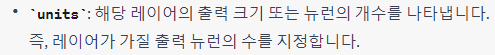 • `units`: 해당 레이어의 출력 크기 또는 뉴런의 개수를 나타냅니다.
즉, 레이어가 가질 출력 뉴런의 수를 지정합니다.